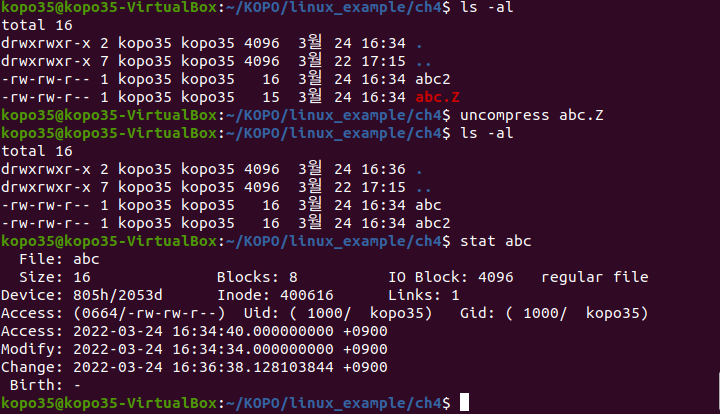 kopo35@kopo35-VirtualBox:~/KOPO/linux_example/ch4$ ls -al
total 16
drwxrwxr-x 2 kopo35 kopo35 4096  3월 24 16:34 .
drwxrwxr-x 7 kopo35 kopo35 4096  3월 22 17:15 ..
-rw-rw-r-- 1 kopo35 kopo35   16  3월 24 16:34 abc2
-rw-rw-r-- 1 kopo35 kopo35   15  3월 24 16:34 abc.Z
kopo35@kopo35-VirtualBox:~/KOPO/linux_example/ch4$ uncompress abc.Z
kopo35@kopo35-VirtualBox:~/KOPO/linux_example/ch4$ ls -al
total 16
drwxrwxr-x 2 kopo35 kopo35 4096  3월 24 16:36 .
drwxrwxr-x 7 kopo35 kopo35 4096  3월 22 17:15 ..
-rw-rw-r-- 1 kopo35 kopo35   16  3월 24 16:34 abc
-rw-rw-r-- 1 kopo35 kopo35   16  3월 24 16:34 abc2
kopo35@kopo35-VirtualBox:~/KOPO/linux_example/ch4$ stat abc
  File: abc
  Size: 16              Blocks: 8          IO Block: 4096   regular file
Device: 805h/2053d      Inode: 400616      Links: 1
Access: (0664/-rw-rw-r--)  Uid: ( 1000/  kopo35)   Gid: ( 1000/  kopo35)
Access: 2022-03-24 16:34:40.000000000 +0900
Modify: 2022-03-24 16:34:34.000000000 +0900
Change: 2022-03-24 16:36:38.128103844 +0900
 Birth: -
kopo35@kopo35-VirtualBox:~/KOPO/linux_example/ch4$